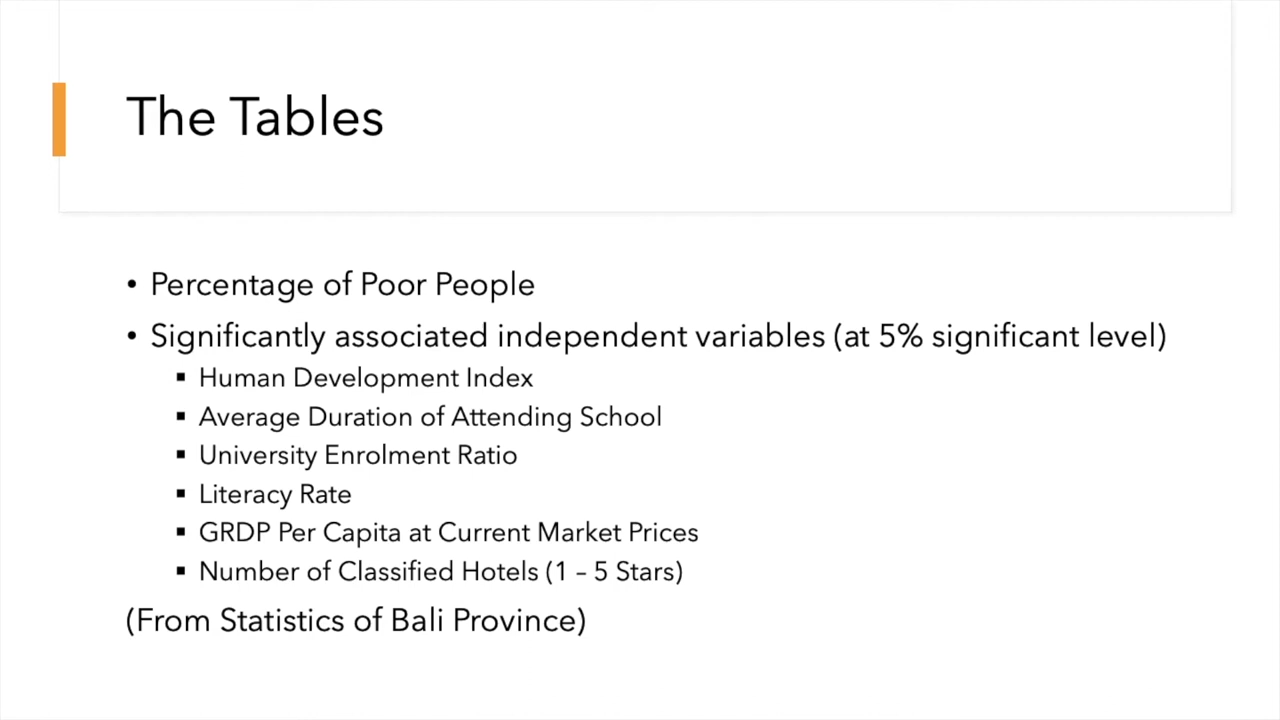 The Tables
• Percentage of Poor People
• Significantly associated independent variables (at 5% significant level)
▪ Human Development Index
▪ Average Duration of Attending School
▪ University Enrolment Ratio
▪ Literacy Rate
▪ GRDP Per Capita at Current Market Prices
▪ Number of Classified Hotels (1 – 5 Stars)
(From Statistics of Bali Province)